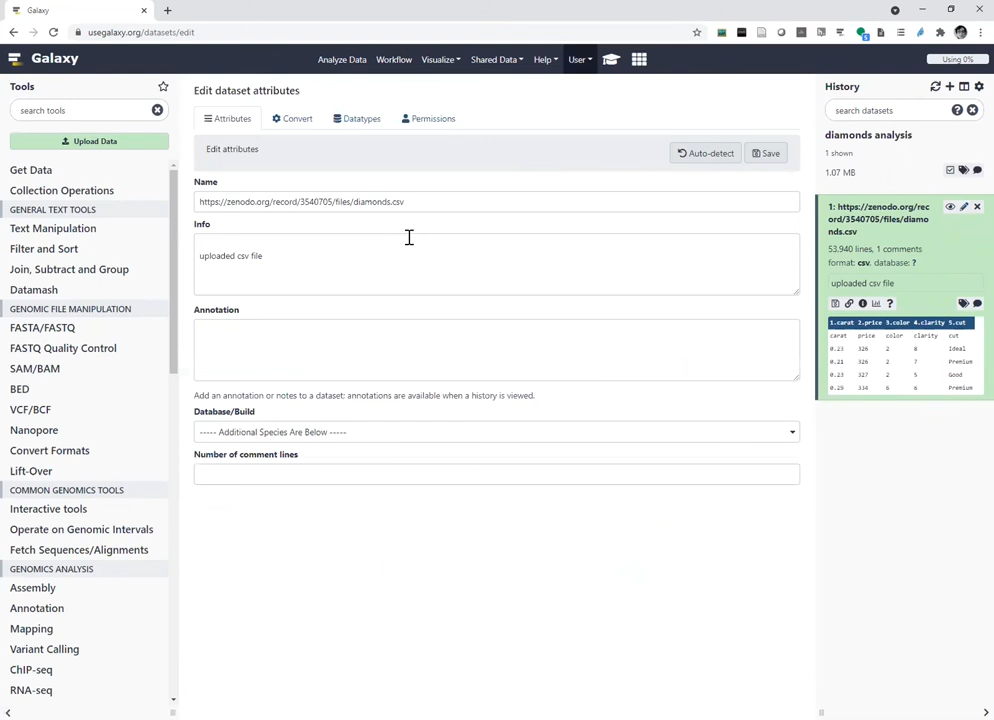 Galaxy
usegalaxy.org/datasets/edit
Galaxy
Analyze Data
Workflow
Visualize
Shared Data
Help
User
Using 0%
Tools
search tools
Upload Data
Get Data
Collection Operations
GENERAL TEXT TOOLS
Text Manipulation
Filter and Sort
Join, Subtract and Group
Datamash
GENOMIC FILE MANIPULATION
FASTA/FASTQ
FASTQ Quality Control
SAM/BAM
BED
VCF/BCF
Nanopore
Convert Formats
Lift-Over
COMMON GENOMICS TOOLS
Interactive tools
Operate on Genomic Intervals
Fetch Sequences/Alignments
GENOMICS ANALYSIS
Assembly
Annotation
Mapping
Variant Calling
ChIP-seq
RNA-seq
Edit dataset attributes
Attributes
Convert
Datatypes
Permissions
Edit attributes
Auto-detect
Save
Name
https://zenodo.org/record/3540705/files/diamonds.csv
Info
uploaded csv file
Annotation
Add an annotation or notes to a dataset; annotations are available when a history is viewed.
Database/Build
----- Additional Species Are Below -----
Number of comment lines
History
search datasets
diamonds analysis
1 shown
1.07 MB
1: https://zenodo.org/rec
ord/3540705/files/diamo
nds.csv
53,940 lines, 1 comments
format: csv, database: ?
uploaded csv file
1.carat 2.price 3.color 4.clarity 5.cut
carat price color clarity cut
0.23 326 2 8 Ideal
0.21 326 2 7 Premium
0.23 327 2 5 Good
0.29 334 6 6 Premium